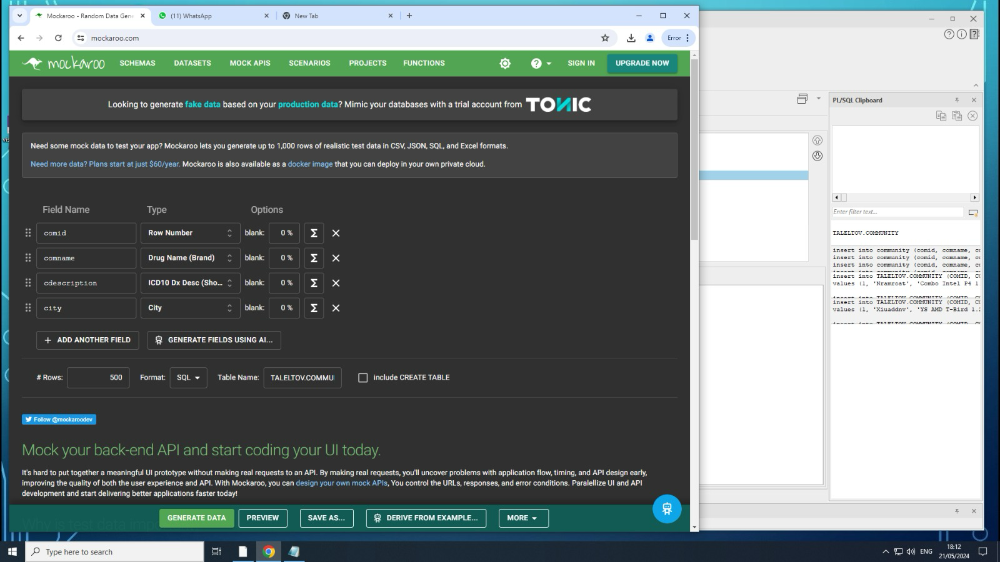 Mockaroo - Random Data Gene
(11) WhatsApp
New Tab
mockaroo.com
Error
mockaroo
SCHEMAS
DATASETS
MOCK APIS
SCENARIOS
PROJECTS
FUNCTIONS
SIGN IN
UPGRADE NOW
Looking to generate fake data based on your production data? Mimic your databases with a trial account from TONIC
Need some mock data to test your app? Mockaroo lets you generate up to 1,000 rows of realistic test data in CSV, JSON, SQL, and Excel formats.
Need more data? Plans start at just $60/year. Mockaroo is also available as a docker image that you can deploy in your own private cloud.
Field Name Type Options
comid Row Number blank: 0 % Σ
comname Drug Name (Brand) blank: 0 % Σ
cdescription ICD10 Dx Desc (Sho... blank: 0 % Σ
city City blank: 0 % Σ
+ ADD ANOTHER FIELD
GENERATE FIELDS USING AI...
# Rows: 500 Format: SQL Table Name: TALELTOV.COMMU include CREATE TABLE
Follow @mockaroodev
Mock your back-end API and start coding your UI today.
It's hard to put together a meaningful UI prototype without making real requests to an API. By making real requests, you'll uncover problems with application flow, timing, and API design early,
improving the quality of both the user experience and API. With Mockaroo, you can design your own mock APIs, You control the URLs, responses, and error conditions. Paralellize UI and API
development and start delivering better applications faster today!
Why is test data impo
GENERATE DATA
PREVIEW
SAVE AS...
DERIVE FROM EXAMPLE...
MORE
PL/SQL Clipboard
Enter filter text...
TALELTOV.COMMUNITY
insert into community (comid, comname, co
insert into community (comid, comname, co
insert into community (comid, comname, co
insert into TALELTOV.COMMUNITY (COMID, CO
values (1, 'Nramroat', 'Combo Intel P4 1
insert into TALELTOV.COMMUNITY (COMID, CO
values (1, 'Xiuaddnv', 'YS AMD T-Bird 1.2
Type here to search
ENG
18:12
21/05/2024